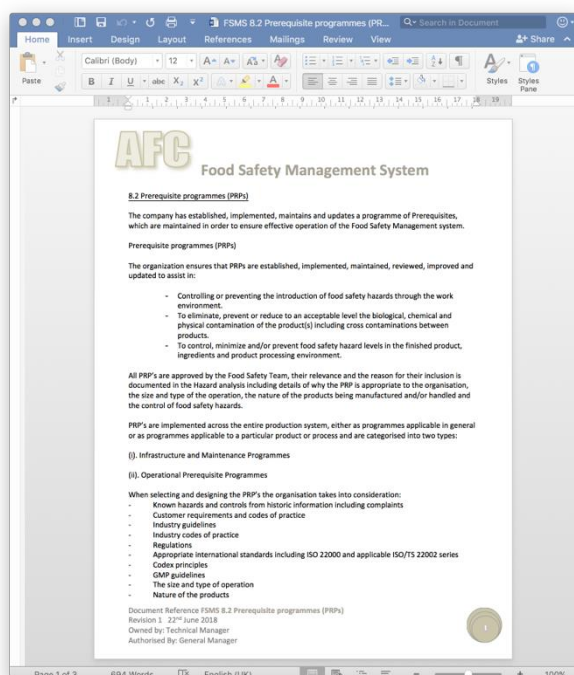 FSMS 8.2 Prerequisite programmes (PR...
Search in Document
Home Insert Design Layout References Mailings Review View
Share
Calibri (Body) 12
Paste
Styles
Styles Pane
B I U abc X₂ X²
AFC
Food Safety Management System
8.2 Prerequisite programmes (PRPs)
The company has established, implemented, maintains and updates a programme of Prerequisites,
which are maintained in order to ensure effective operation of the Food Safety Management system.
Prerequisite programmes (PRPs)
The organization ensures that PRPs are established, implemented, maintained, reviewed, improved and
updated to assist in:
- Controlling or preventing the introduction of food safety hazards through the work
environment.
- To eliminate, prevent or reduce to an acceptable level the biological, chemical and
physical contamination of the product(s) including cross contaminations between
products.
- To control, minimize and/or prevent food safety hazard levels in the finished product,
ingredients and product processing environment.
All PRP's are approved by the Food Safety Team, their relevance and the reason for their inclusion is
documented in the Hazard analysis including details of why the PRP is appropriate to the organisation,
the size and type of the operation, the nature of the products being manufactured and/or handled and
the control of food safety hazards.
PRP's are implemented across the entire production system, either as programmes applicable in general
or as programmes applicable to a particular product or process and are categorised into two types:
(i). Infrastructure and Maintenance Programmes
(ii). Operational Prerequisite Programmes
When selecting and designing the PRP's the organisation takes into consideration:
- Known hazards and controls from historic information including complaints
- Customer requirements and codes of practice
- Industry guidelines
- Industry codes of practice
- Regulations
- Appropriate international standards including ISO 22000 and applicable ISO/TS 22002 series
- Codex principles
- GMP guidelines
- The size and type of operation
- Nature of the products
Document Reference FSMS 8.2 Prerequisite programmes (PRPs)
Revision 1 22nd June 2018
Owned by: Technical Manager
Authorised By: General Manager
1
Page 1 of 3 694 Words English (UK) 100%